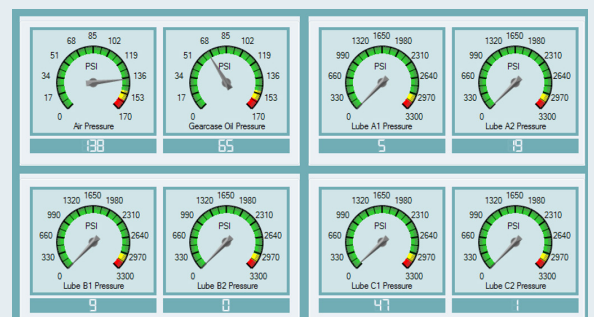 68 85 102
51 119
34 PSI 136
17 153
0 170
Air Pressure
138
68 85 102
51 119
34 PSI 136
17 153
0 170
Gearcase Oil Pressure
65
1320 1650 1980
990 2310
660 PSI 2640
330 2970
0 3300
Lube A1 Pressure
5
1320 1650 1980
990 2310
660 PSI 2640
330 2970
0 3300
Lube A2 Pressure
19
1320 1650 1980
990 2310
660 PSI 2640
330 2970
0 3300
Lube B1 Pressure
9
1320 1650 1980
990 2310
660 PSI 2640
330 2970
0 3300
Lube B2 Pressure
0
1320 1650 1980
990 2310
660 PSI 2640
330 2970
0 3300
Lube C1 Pressure
47
1320 1650 1980
990 2310
660 PSI 2640
330 2970
0 3300
Lube C2 Pressure
1